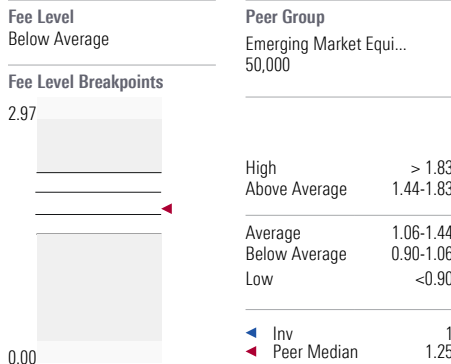 Fee Level
Below Average
Fee Level Breakpoints
2.97
0.00
Peer Group
Emerging Market Equi...
50,000
High > 1.83
Above Average 1.44-1.83
Average 1.06-1.44
Below Average 0.90-1.06
Low <0.90
Inv 1
Peer Median 1.25